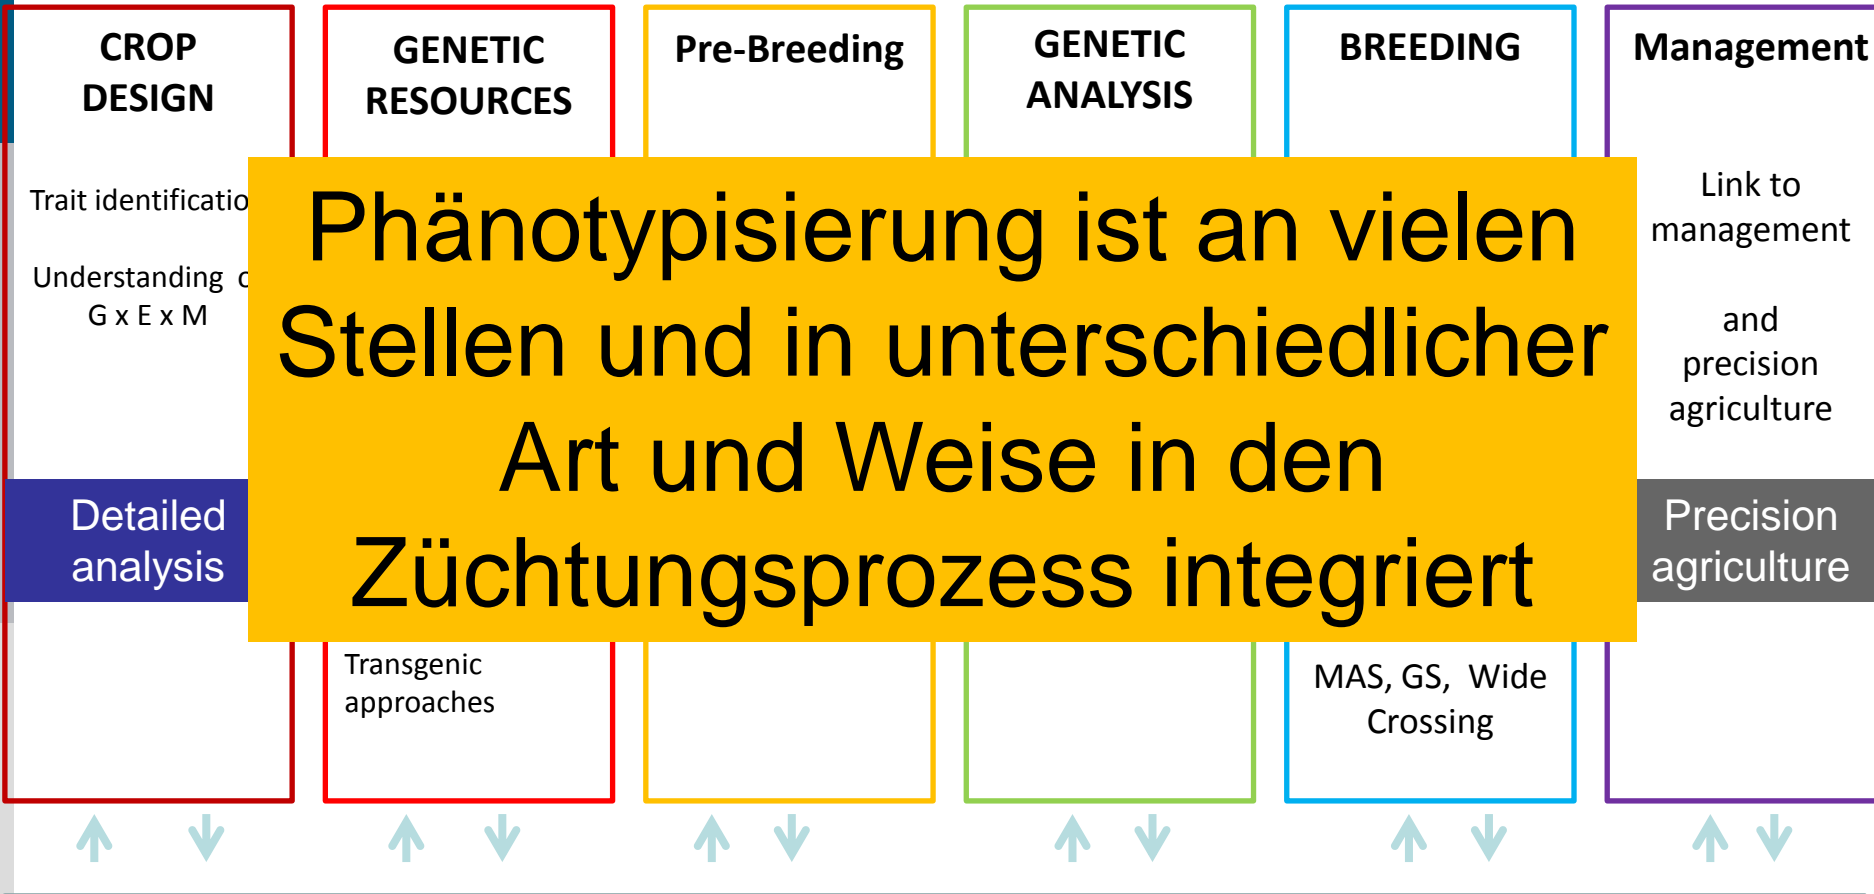 CROP
DESIGN
GENETIC
RESOURCES
Pre-Breeding
GENETIC
ANALYSIS
BREEDING
Management
Trait identificatio
Understanding
G x E x M
Phänotypisierung ist an vielen
Stellen und in unterschiedlicher
Art und Weise in den
Züchtungsprozess integriert
Link to
management
and
precision
agriculture
Detailed
analysis
Precision
agriculture
Transgenic
approaches
MAS, GS, Wide
Crossing